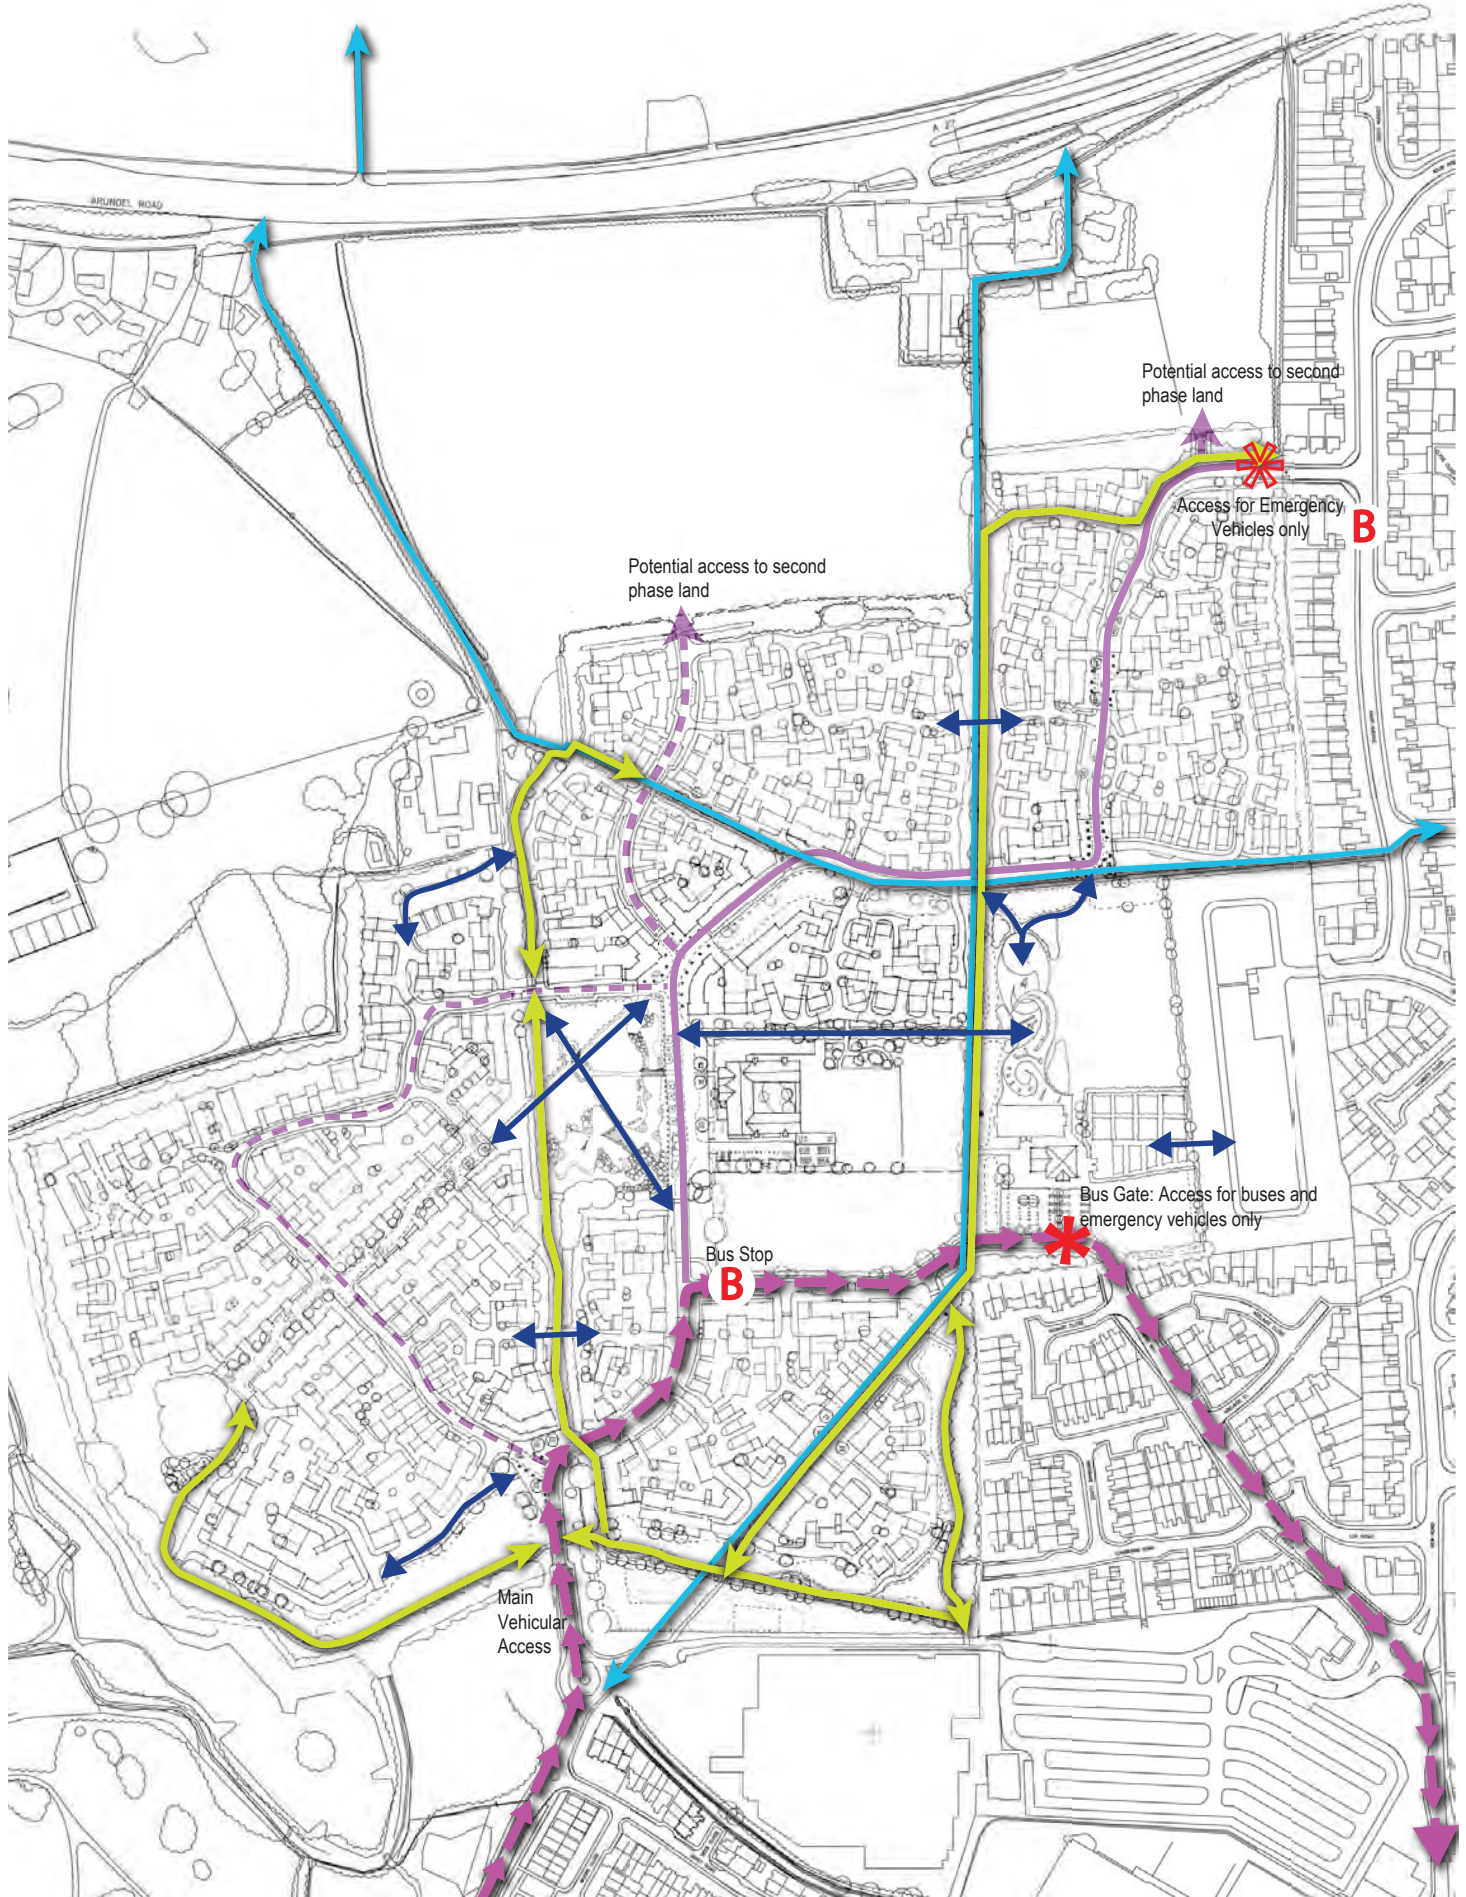 A 27
ARUNDEL ROAD
Potential access to second
phase land
Access for Emergency
Vehicles only
B
Potential access to second
phase land
Bus Gate: Access for buses and
emergency vehicles only
Bus Stop
B
Main
Vehicular
Access